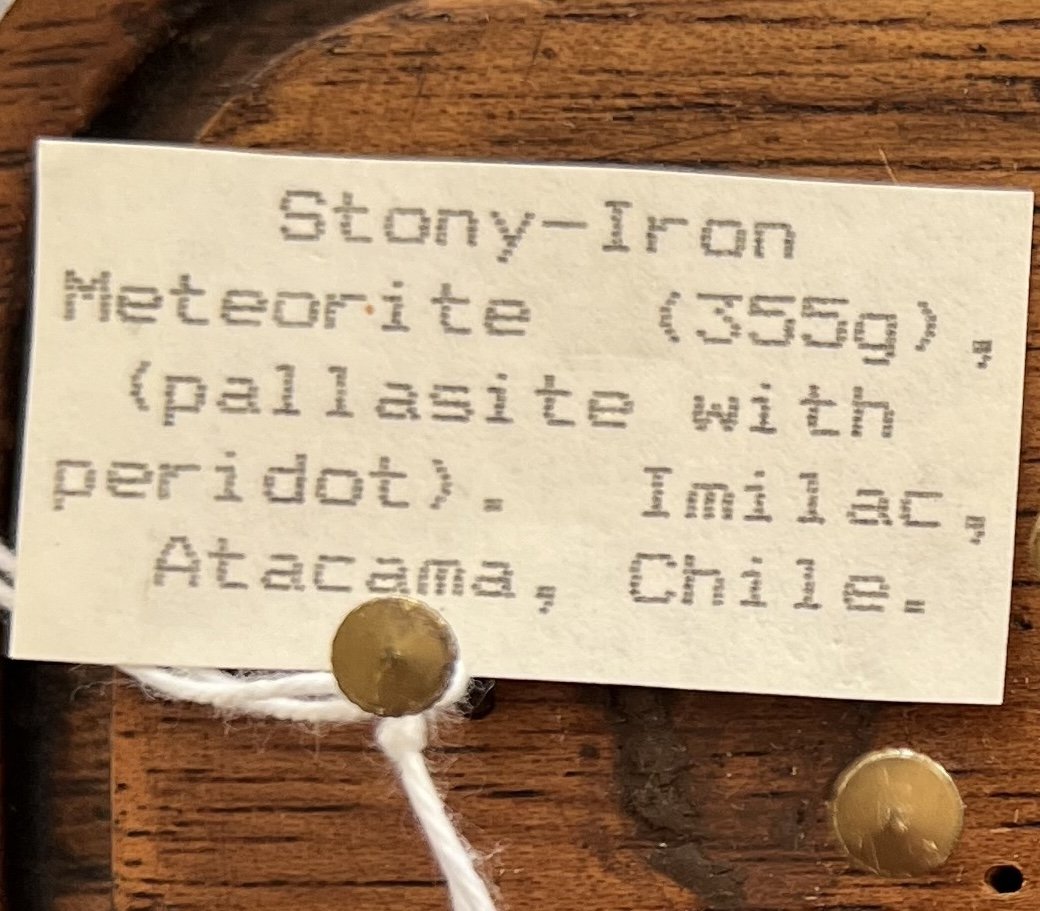 Stony-Iron
Meteorite (355g),
(pallasite with
peridot). Imilac,
Atacama, Chile.